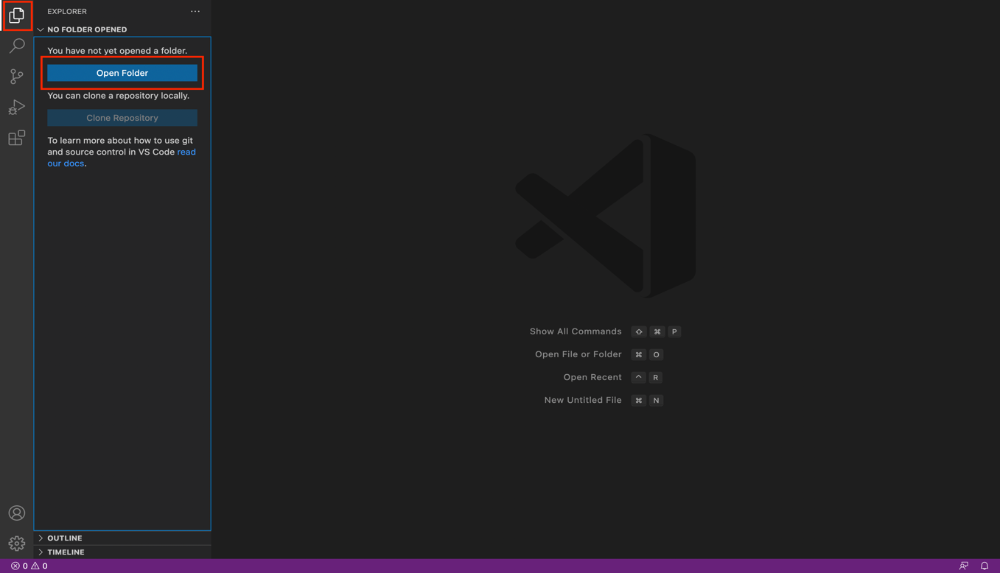 EXPLORER
NO FOLDER OPENED
You have not yet opened a folder.
Open Folder
You can clone a repository locally.
Clone Repository
To learn more about how to use git
and source control in VS Code read
our docs.
Show All Commands ⇧ ⌘ P
Open File or Folder ⌘ O
Open Recent ^ R
New Untitled File ⌘ N
OUTLINE
TIMELINE
0 0